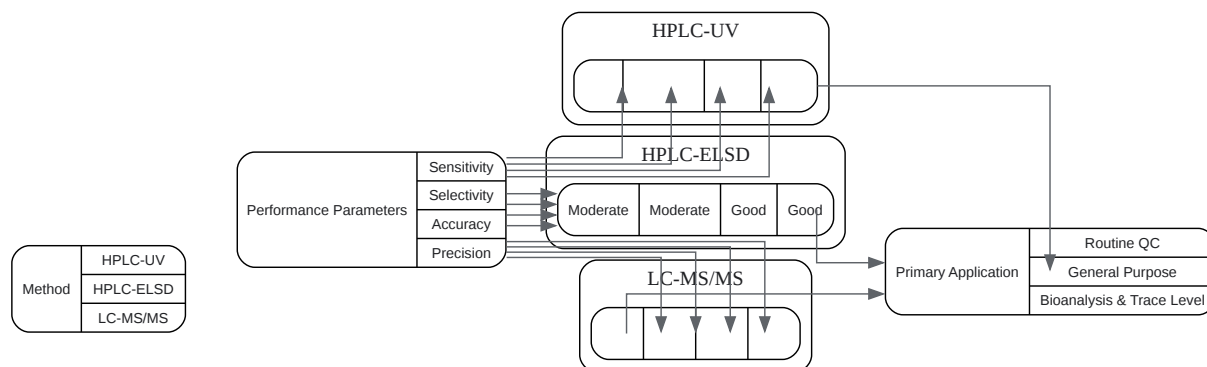 HPLC-UV
HPLC-ELSD
Moderate
Moderate
Good
Good
LC-MS/MS
Performance Parameters
Sensitivity
Selectivity
Accuracy
Precision
Method
HPLC-UV
HPLC-ELSD
LC-MS/MS
Primary Application
Routine QC
General Purpose
Bioanalysis & Trace Level